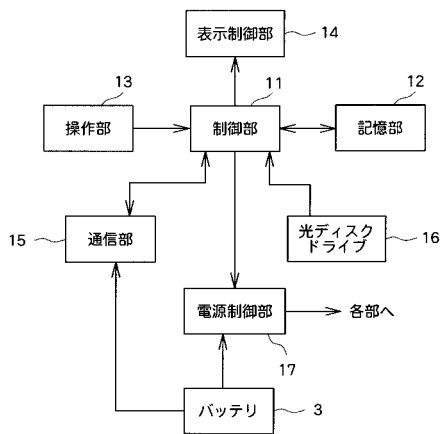 表示制御部
14
13
11
12
操作部
制御部
記憶部
15
通信部
光ディスク
ドライブ
16
電源制御部
各部へ
17
バッテリ
3